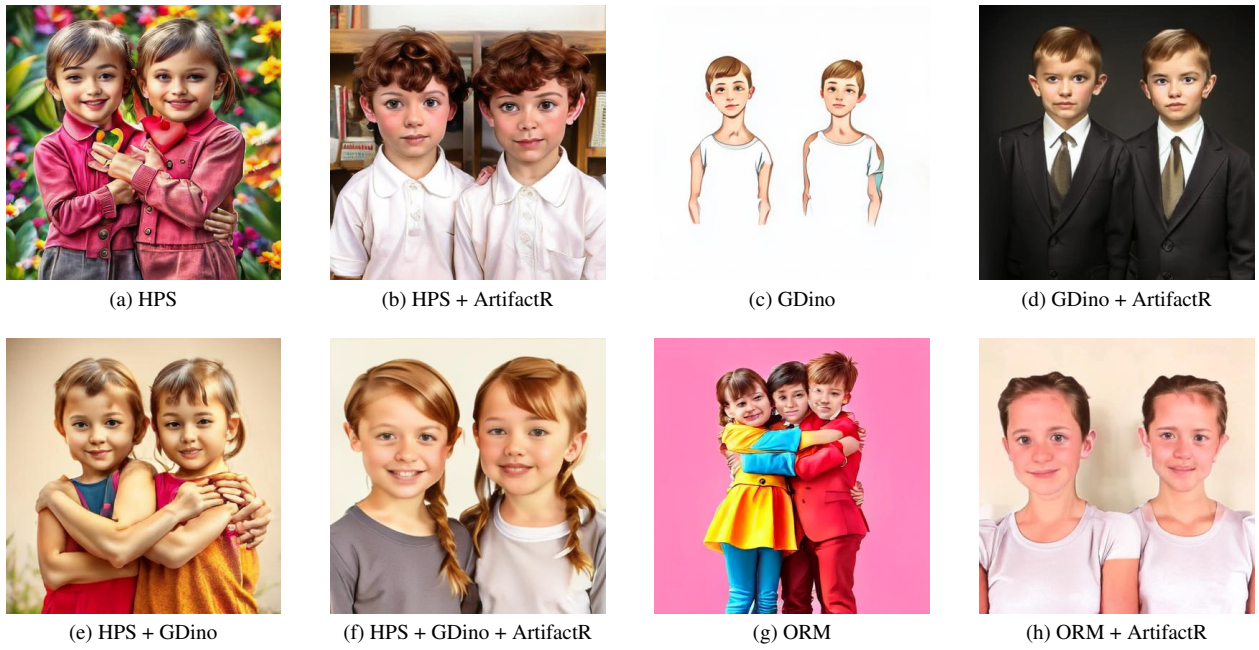 (a) HPS
(b) HPS + ArtifactR
(c) GDino
(d) GDino + ArtifactR
(e) HPS + GDino
(f) HPS + GDino + ArtifactR
(g) ORM
(h) ORM + ArtifactR